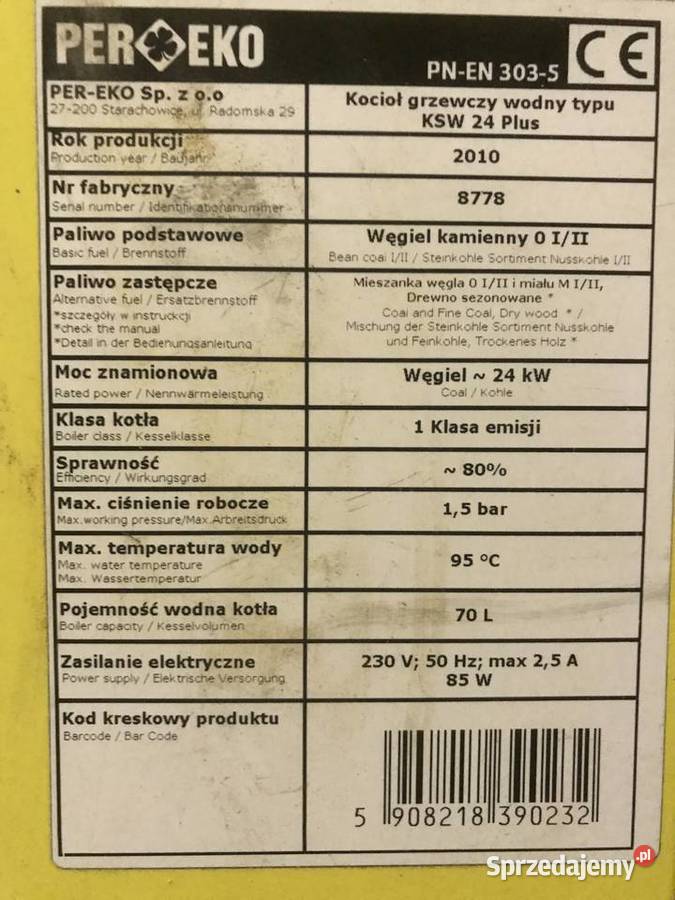 PER EKO
PN-EN 303-5 CE
PER-EKO Sp. z o.o
27-200 Starachowice, ul. Radomska 29
Kocioł grzewczy wodny typu
KSW 24 Plus
Rok produkcji
Production year / Baujahr
2010
Nr fabryczny
Serial number / Identifikationsnummer
8778
Paliwo podstawowe
Basic fuel / Brennstoff
Węgiel kamienny O I/II
Bean coal I/II / Steinkohle Sortiment Nusskohle I/II
Paliwo zastępcze
Alternative fuel / Ersatzbrennstoff
*szczegóły w instrukcji
*check the manual
*Detail in der Bedienungsanleitung
Mieszanka węgla O I/II i miału M I/II,
Drewno sezonowane *
Coal and Fine Coal, Dry wood * /
Mischung der Steinkohle Sortiment Nusskohle
und Feinkohle, Trockenes Holz *
Moc znamionowa
Rated power / Nennwärmeleistung
Węgiel ~ 24 kW
Coal / Kohle
Klasa kotła
Boiler class / Kesselklasse
1 Klasa emisji
Sprawność
Efficiency / Wirkungsgrad
~ 80%
Max. ciśnienie robocze
Max.working pressure/Max.Arbeitsdruck
1,5 bar
Max. temperatura wody
Max. water temperature
Max. Wassertemperatur
95 °C
Pojemność wodna kotła
Boiler capacity / Kesselvolumen
70 L
Zasilanie elektryczne
Power supply / Elektrische Versorgung
230 V; 50 Hz; max 2,5 A
85 W
Kod kreskowy produktu
Barcode / Bar Code
5 908218 390232
Sprzedajemy.pl